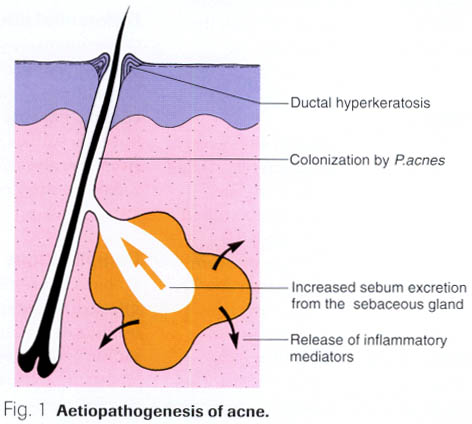 Ductal hyperkeratosis
Colonization by P.acnes
Increased sebum excretion
from the sebaceous gland
Release of inflammatory
mediators
Fig. 1 Aetiopathogenesis of acne.